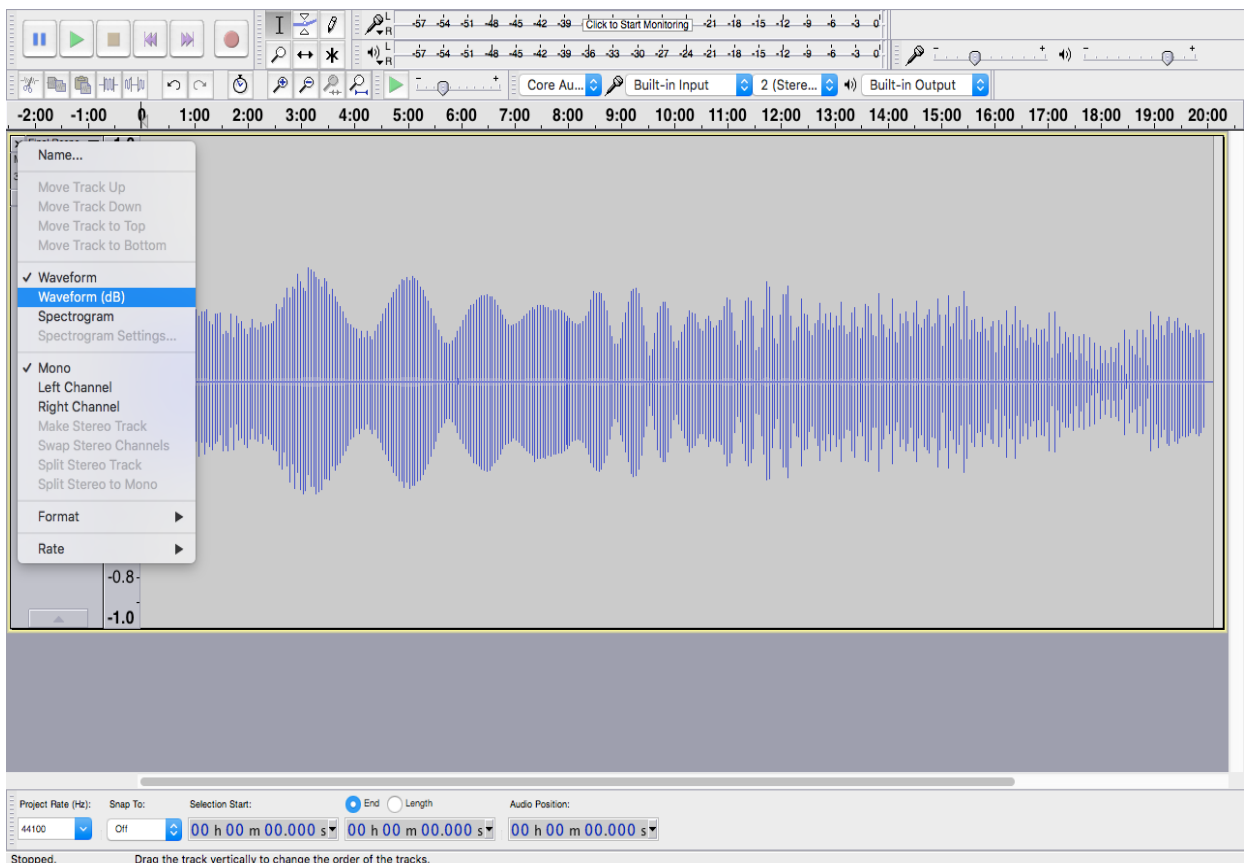 L
R
-57 -54 -51 -48 -45 -42 -39 Click to Start Monitoring -21 -18 -15 -12 -9 -6 -3 0
L
R
-57 -54 -51 -48 -45 -42 -39 -36 -33 -30 -27 -24 -21 -18 -15 -12 -9 -6 -3 0
- +
- +
- +
Core Au... Built-in Input 2 (Stere... Built-in Output
-2:00 -1:00 0 1:00 2:00 3:00 4:00 5:00 6:00 7:00 8:00 9:00 10:00 11:00 12:00 13:00 14:00 15:00 16:00 17:00 18:00 19:00 20:00
Name...
Move Track Up
Move Track Down
Move Track to Top
Move Track to Bottom
✓ Waveform
Waveform (dB)
Spectrogram
Spectrogram Settings...
✓ Mono
Left Channel
Right Channel
Make Stereo Track
Swap Stereo Channels
Split Stereo Track
Split Stereo to Mono
Format
Rate
-0.8
-1.0
Project Rate (Hz): Snap To: Selection Start: End Length Audio Position:
44100 Off 00 h 00 m 00.000 s 00 h 00 m 00.000 s 00 h 00 m 00.000 s
Stopped. Drag the track vertically to change the order of the tracks.